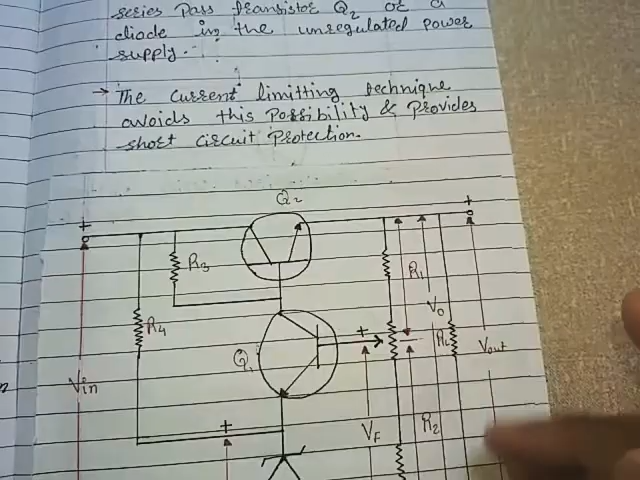 series pass transistor Q2 or a
diode in the unregulated power
supply.
→ The current limitting technique
avoids this possibility & provides
short circuit protection.
Q2
+
+
R3
R1
R4
V0
+
RL
Vout
Q1
Vin
+
VF
R2